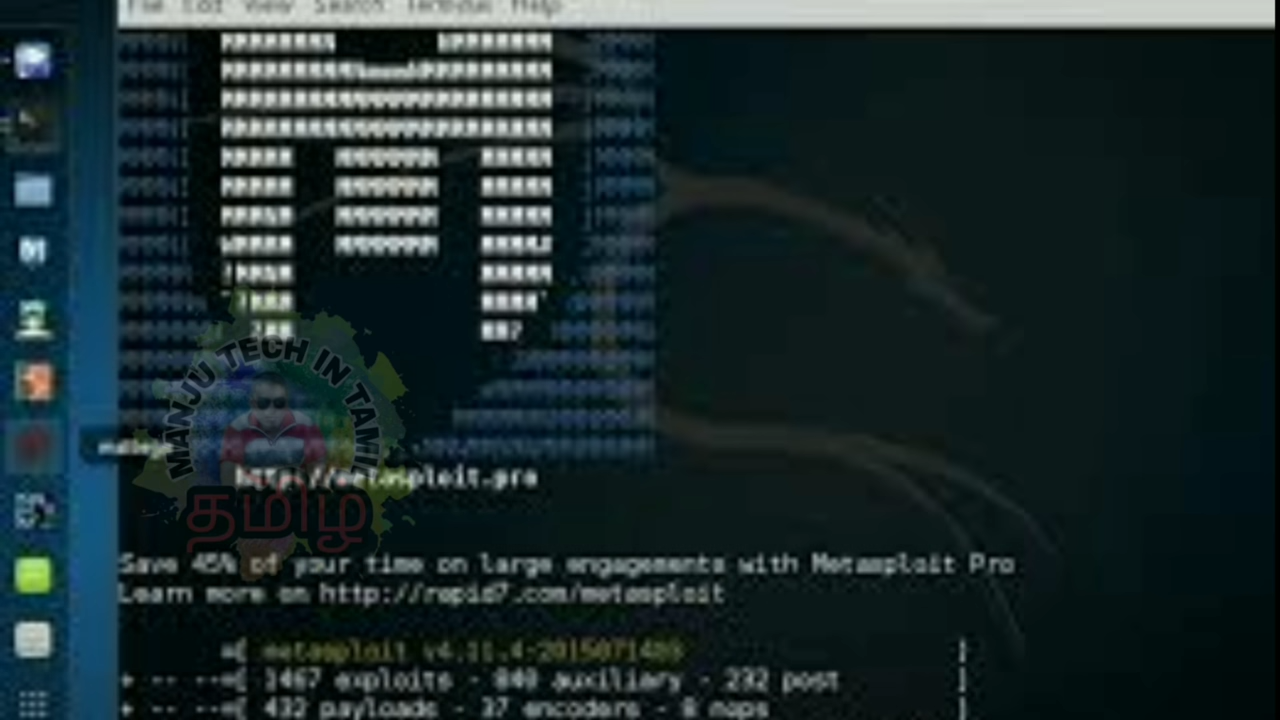 File Edit View Search Terminal Help
MANJU TECH IN TAMIL
தமிழ்
http://metasploit.pro
Save 45% of your time on large engagements with Metasploit Pro
Learn more on http://rapid7.com/metasploit
=[ metasploit v4.11.4-2015071403 ]
+ -- --=[ 1467 exploits - 840 auxiliary - 232 post ]
+ -- --=[ 432 payloads - 37 encoders - 8 nops ]